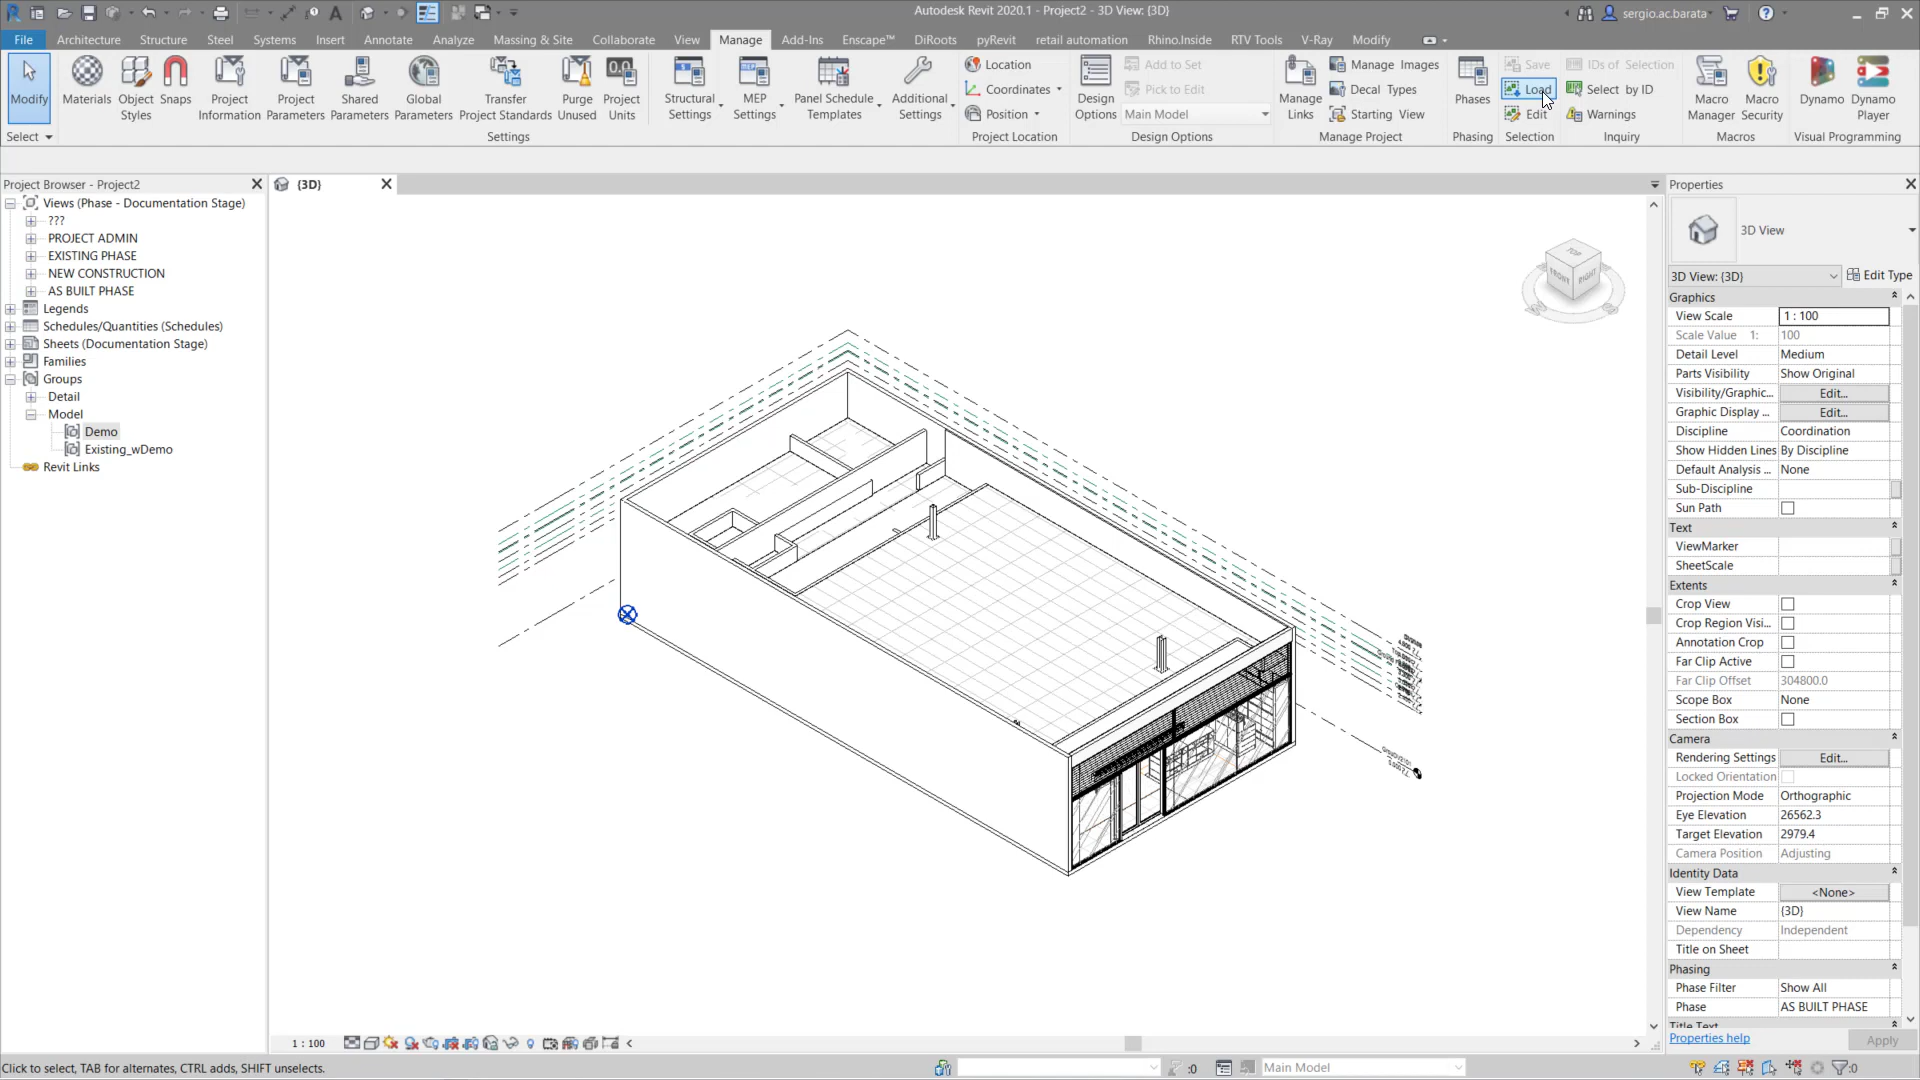 Autodesk Revit 2020.1 - Project2 - 3D View: {3D}
sergio.ac.barata
File Architecture Structure Steel Systems Insert Annotate Analyze Massing & Site Collaborate View Manage Add-Ins Enscape™ DiRoots pyRevit retail automation Rhino.Inside RTV Tools V-Ray Modify
Modify
Materials
Object Styles
Snaps
Project Information
Project Parameters
Shared Parameters
Global Parameters
Transfer Project Standards
Purge Unused
Project Units
Structural Settings
MEP Settings
Panel Schedule Templates
Additional Settings
Location
Coordinates
Position
Design Options
Add to Set
Pick to Edit
Main Model
Manage Links
Manage Images
Decal Types
Starting View
Phases
Save
Load
Edit
IDs of Selection
Select by ID
Warnings
Macro Manager
Macro Security
Dynamo
Dynamo Player
Select
Settings
Project Location
Design Options
Manage Project
Phasing
Selection
Inquiry
Macros
Visual Programming
Project Browser - Project2
Views (Phase - Documentation Stage)
???
PROJECT ADMIN
EXISTING PHASE
NEW CONSTRUCTION
AS BUILT PHASE
Legends
Schedules/Quantities (Schedules)
Sheets (Documentation Stage)
Families
Groups
Detail
Model
Demo
Existing_wDemo
Revit Links
{3D}
TOP
FRONT
RIGHT
Properties
3D View
3D View: {3D}
Edit Type
Graphics
View Scale 1 : 100
Scale Value 1: 100
Detail Level Medium
Parts Visibility Show Original
Visibility/Graphic... Edit...
Graphic Display ... Edit...
Discipline Coordination
Show Hidden Lines By Discipline
Default Analysis ... None
Sub-Discipline
Sun Path
Text
ViewMarker
SheetScale
Extents
Crop View
Crop Region Visi...
Annotation Crop
Far Clip Active
Far Clip Offset 304800.0
Scope Box None
Section Box
Camera
Rendering Settings Edit...
Locked Orientation
Projection Mode Orthographic
Eye Elevation 26562.3
Target Elevation 2979.4
Camera Position Adjusting
Identity Data
View Template <None>
View Name {3D}
Dependency Independent
Title on Sheet
Phasing
Phase Filter Show All
Phase AS BUILT PHASE
Title Text
Properties help
Apply
1 : 100
Click to select, TAB for alternates, CTRL adds, SHIFT unselects.
:0
Main Model
:0